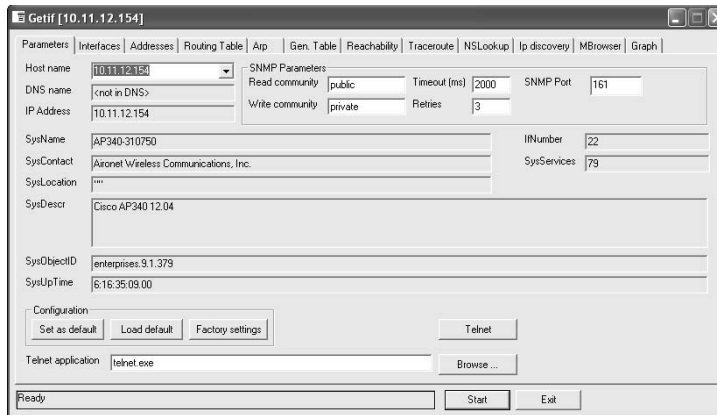 Getif [10.11.12.154]
Parameters Interfaces Addresses Routing Table Arp Gen. Table Reachability Traceroute NSLookup Ip discovery MBrowser Graph
Host name 10.11.12.154
DNS name <not in DNS>
IP Address 10.11.12.154
SNMP Parameters
Read community public Timeout (ms) 2000 SNMP Port 161
Write community private Retries 3
SysName AP340-310750 IfNumber 22
SysContact Aironet Wireless Communications, Inc. SysServices 79
SysLocation ""
SysDescr Cisco AP340 12.04
SysObjectID enterprises.9.1.379
SysUpTime 6:16:35:09.00
Configuration
Set as default Load default Factory settings Telnet
Telnet application telnet.exe Browse ...
Ready Start Exit